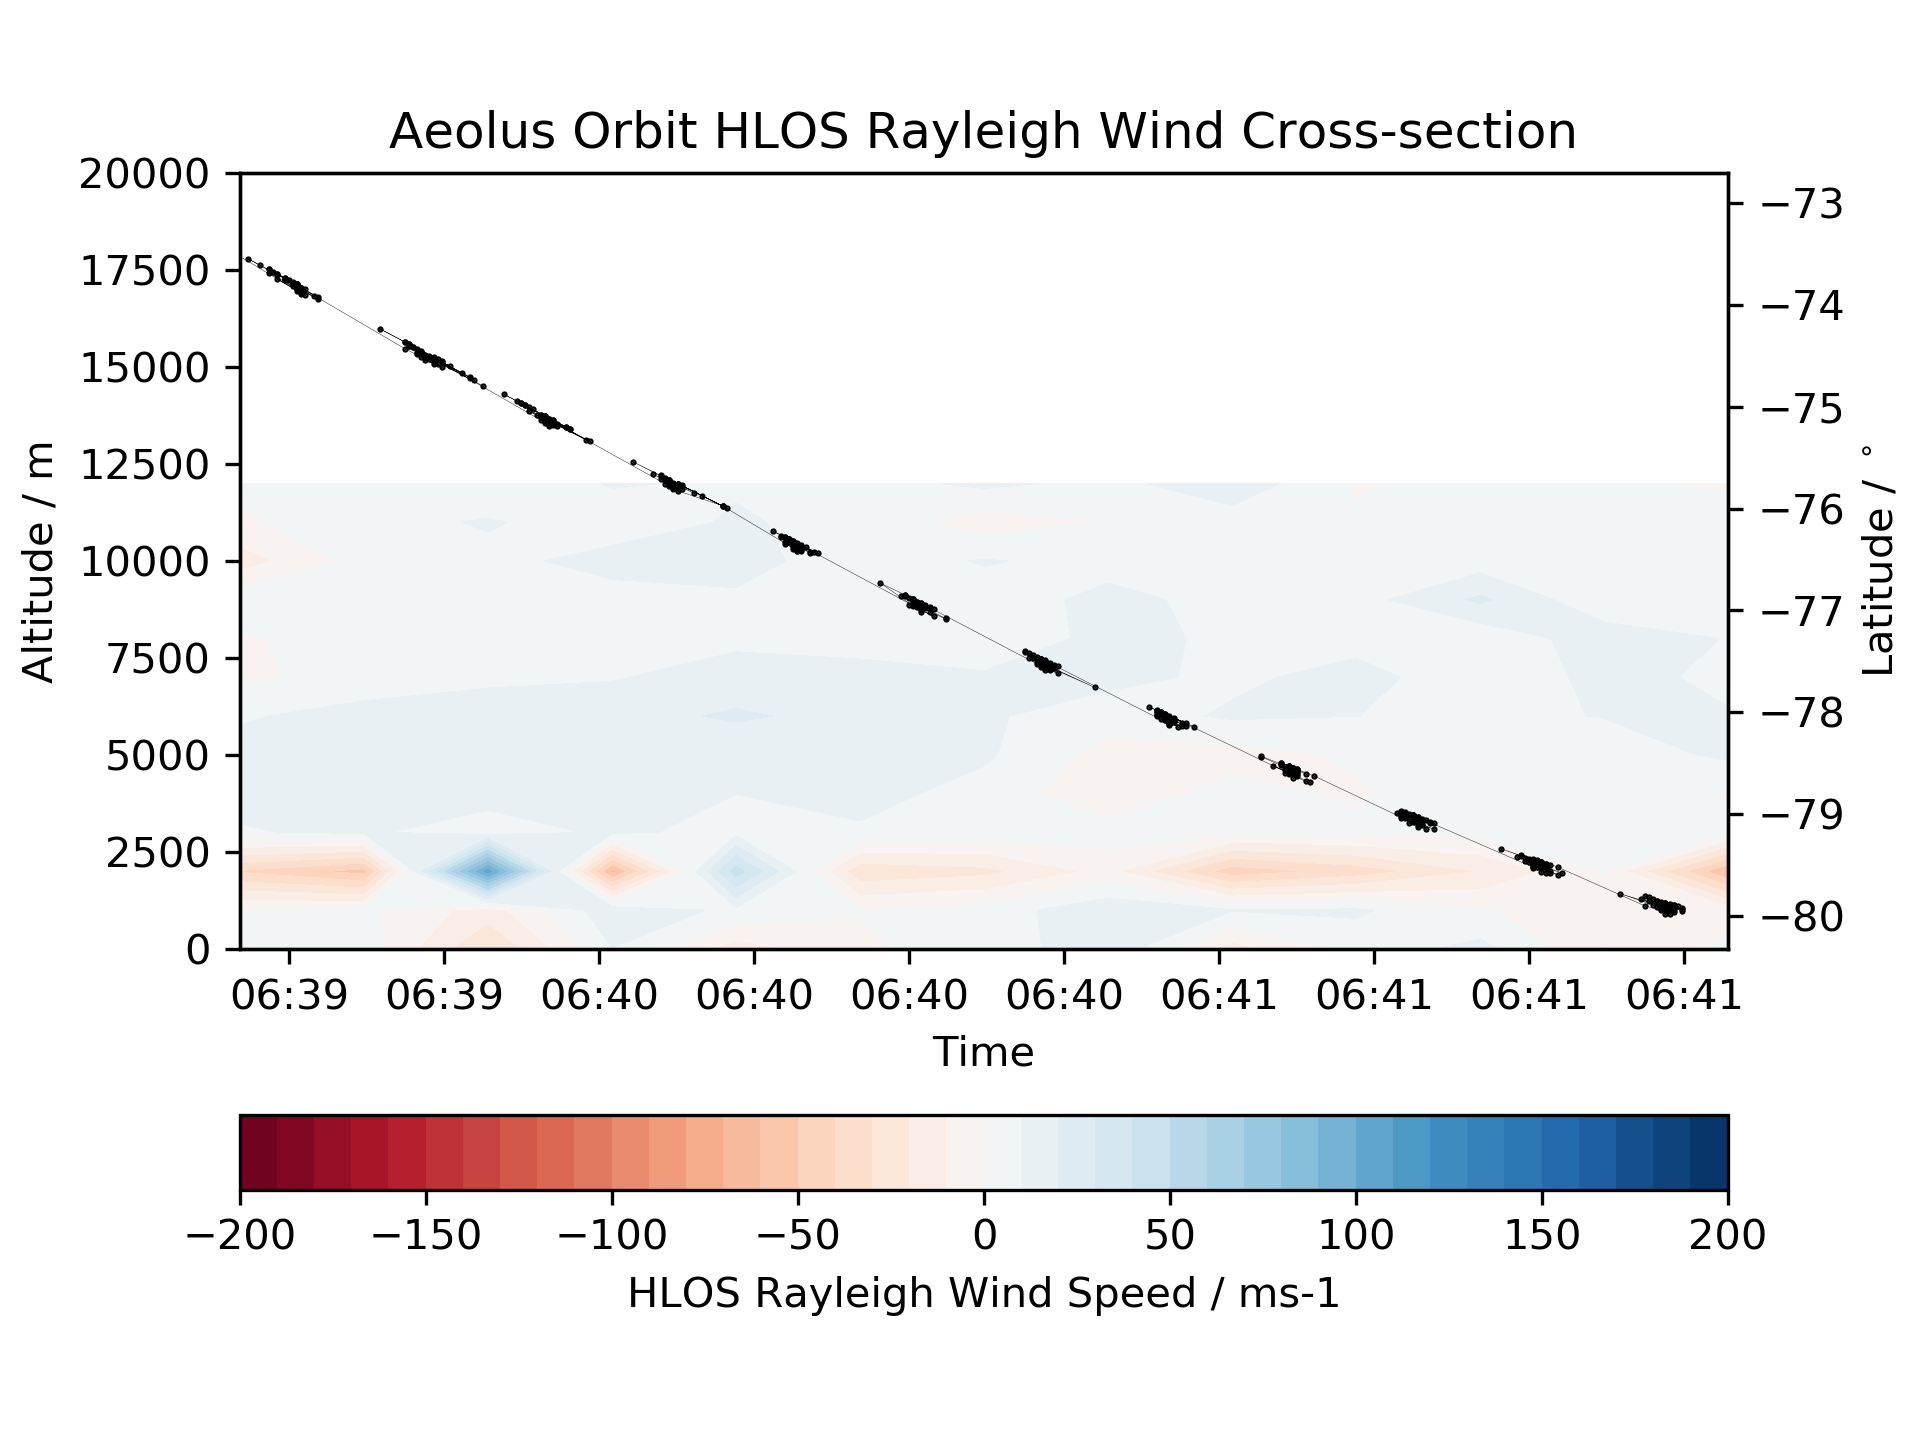 Aeolus Orbit HLOS Rayleigh Wind Cross-section
20000
17500
15000
12500
10000
7500
5000
2500
0
Altitude / m
−73
−74
−75
−76
−77
−78
−79
−80
Latitude / °
06:39 06:39 06:40 06:40 06:40 06:40 06:41 06:41 06:41 06:41
Time
−200 −150 −100 −50 0 50 100 150 200
HLOS Rayleigh Wind Speed / ms-1